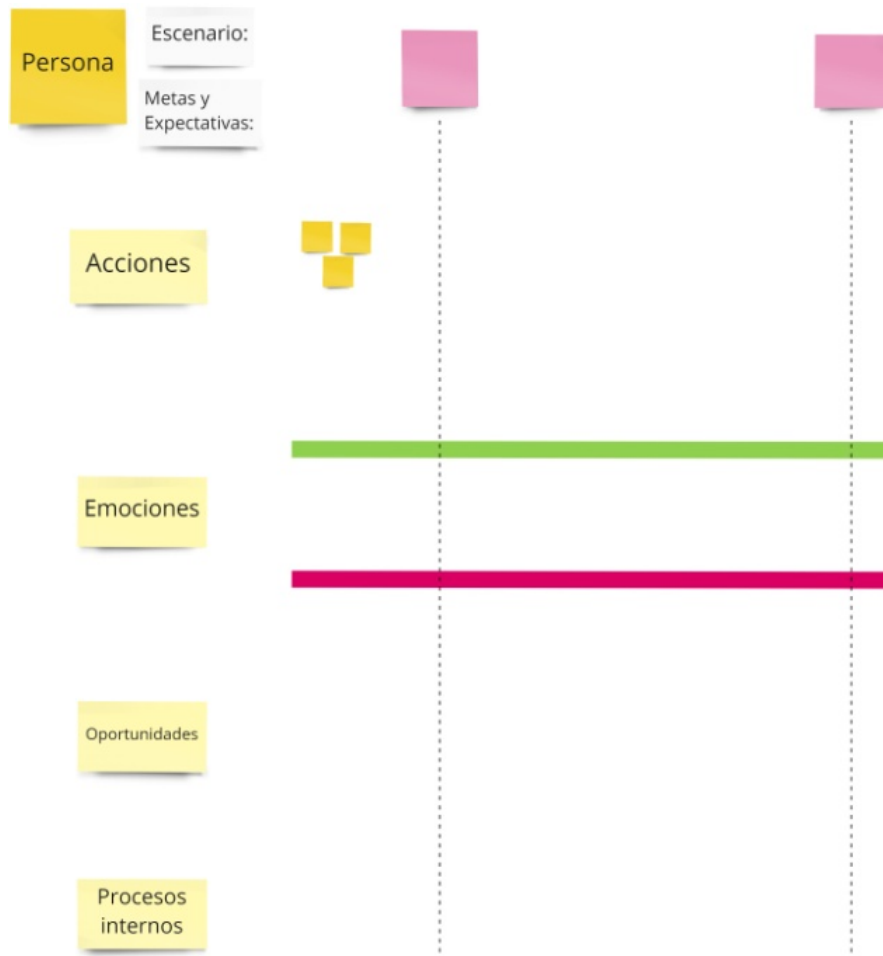 Persona
Escenario:
Metas y
Expectativas:
Acciones
Emociones
Oportunidades
Procesos
internos